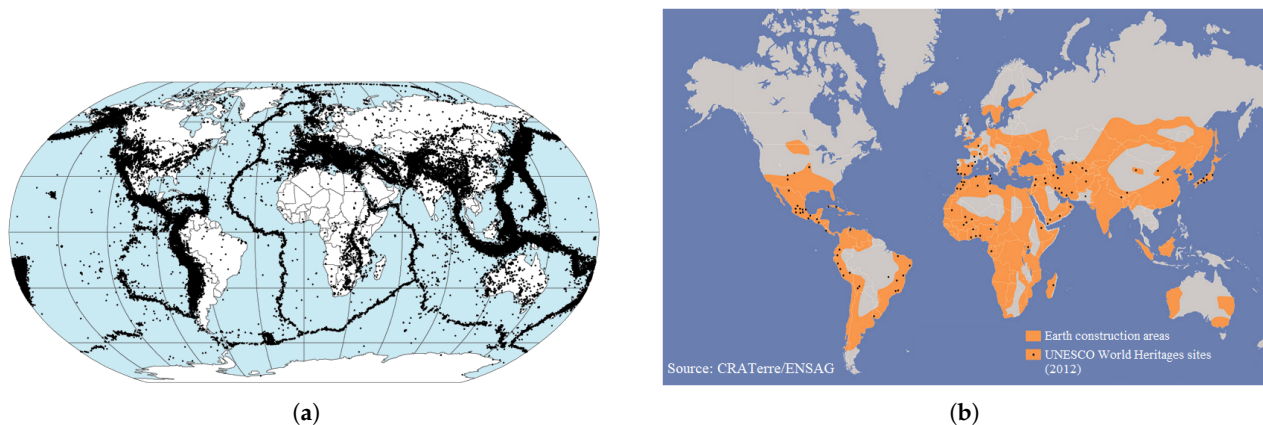 Earth construction areas
UNESCO World Heritages sites
(2012)
Source: CRATerre/ENSAG
(a)
(b)